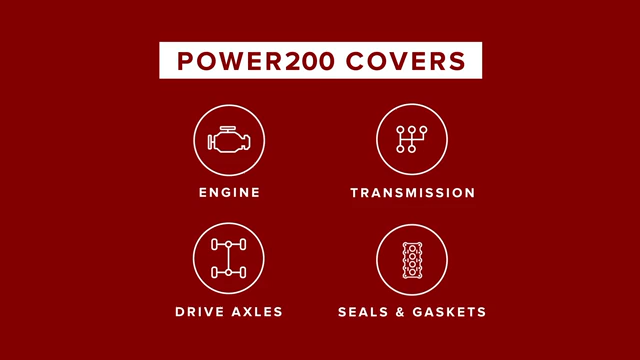 POWER200 COVERS
ENGINE
TRANSMISSION
DRIVE AXLES
SEALS & GASKETS